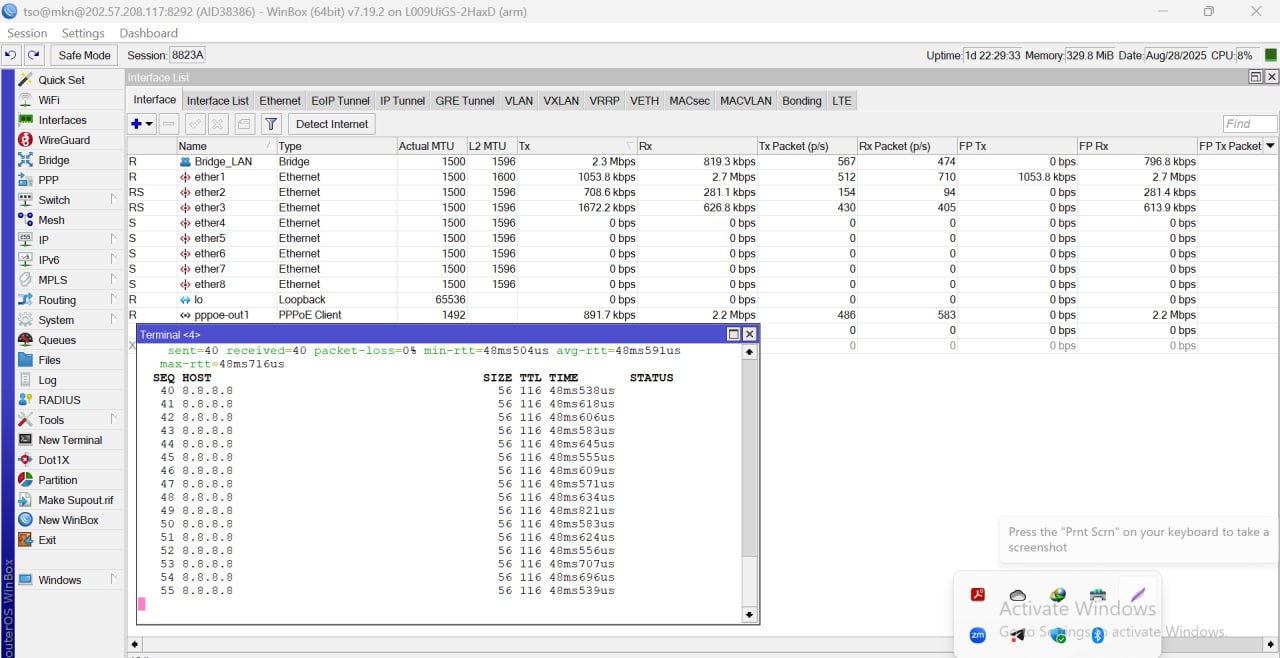 tso@mkn@202.57.208.117:8292 (AID38386) - WinBox (64bit) v7.19.2 on L009UiGS-2HaxD (arm)
Session Settings Dashboard
Safe Mode Session: 8823A Uptime: 1d 22:29:33 Memory: 329.8 MiB Date: Aug/28/2025 CPU: 8%
Quick Set
WiFi
Interfaces
WireGuard
Bridge
PPP
Switch
Mesh
IP
IPv6
MPLS
Routing
System
Queues
Files
Log
RADIUS
Tools
New Terminal
Dot1X
Partition
Make Supout.rif
New WinBox
Exit
Windows
outerOS WinBox
Interface List
Interface Interface List Ethernet EoIP Tunnel IP Tunnel GRE Tunnel VLAN VXLAN VRRP VETH MACsec MACVLAN Bonding LTE
Detect Internet Find
Name Type Actual MTU L2 MTU Tx Rx Tx Packet (p/s) Rx Packet (p/s) FP Tx FP Rx FP Tx Packet
R Bridge_LAN Bridge 1500 1596 2.3 Mbps 819.3 kbps 567 474 0 bps 796.8 kbps
R ether1 Ethernet 1500 1600 1053.8 kbps 2.7 Mbps 512 710 1053.8 kbps 2.7 Mbps
RS ether2 Ethernet 1500 1596 708.6 kbps 281.1 kbps 154 94 0 bps 281.4 kbps
RS ether3 Ethernet 1500 1596 1672.2 kbps 626.8 kbps 430 405 0 bps 613.9 kbps
S ether4 Ethernet 1500 1596 0 bps 0 bps 0 0 0 bps 0 bps
S ether5 Ethernet 1500 1596 0 bps 0 bps 0 0 0 bps 0 bps
S ether6 Ethernet 1500 1596 0 bps 0 bps 0 0 0 bps 0 bps
S ether7 Ethernet 1500 1596 0 bps 0 bps 0 0 0 bps 0 bps
S ether8 Ethernet 1500 1596 0 bps 0 bps 0 0 0 bps 0 bps
R lo Loopback 65536 0 bps 0 bps 0 0 0 bps 0 bps
R pppoe-out1 PPPoE Client 1492 891.7 kbps 2.2 Mbps 486 583 0 bps 2.2 Mbps
0 0 0 bps 0 bps
X 0 0 0 bps 0 bps
Terminal <4>
sent=40 received=40 packet-loss=0% min-rtt=48ms504us avg-rtt=48ms591us
max-rtt=48ms716us
SEQ HOST SIZE TTL TIME STATUS
40 8.8.8.8 56 116 48ms538us
41 8.8.8.8 56 116 48ms618us
42 8.8.8.8 56 116 48ms606us
43 8.8.8.8 56 116 48ms583us
44 8.8.8.8 56 116 48ms645us
45 8.8.8.8 56 116 48ms555us
46 8.8.8.8 56 116 48ms609us
47 8.8.8.8 56 116 48ms571us
48 8.8.8.8 56 116 48ms634us
49 8.8.8.8 56 116 48ms821us
50 8.8.8.8 56 116 48ms583us
51 8.8.8.8 56 116 48ms624us
52 8.8.8.8 56 116 48ms556us
53 8.8.8.8 56 116 48ms707us
54 8.8.8.8 56 116 48ms696us
55 8.8.8.8 56 116 48ms539us
Press the "Prnt Scrn" on your keyboard to take a
screenshot
Activate Windows
Go to Settings to activate Windows.
zm